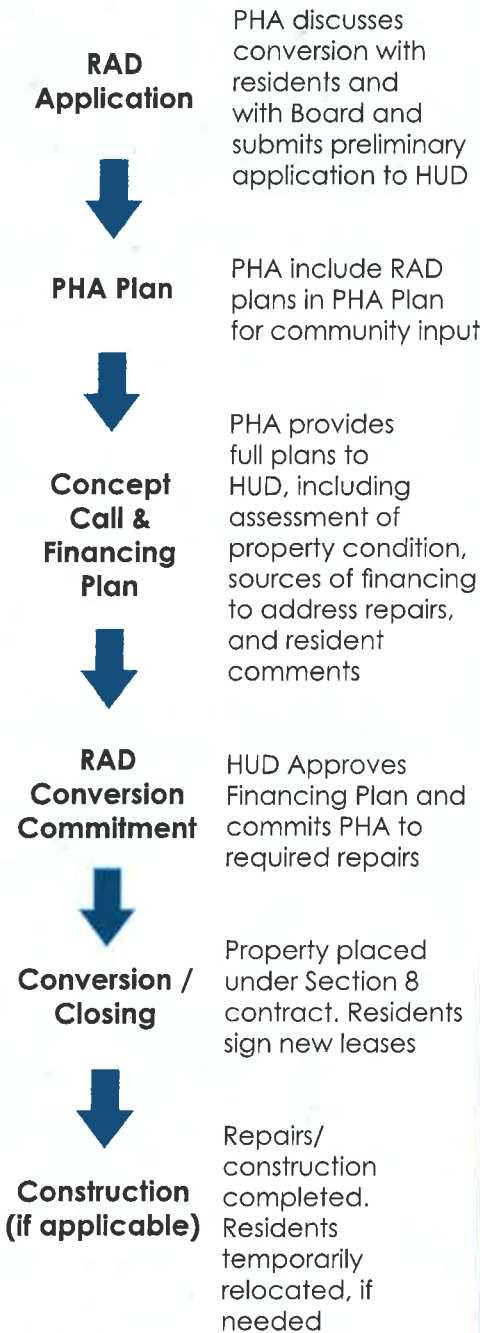 RAD
Application
PHA discusses
conversion with
residents and
with Board and
submits preliminary
application to HUD
PHA Plan
PHA include RAD
plans in PHA Plan
for community input
Concept
Call &
Financing
Plan
PHA provides
full plans to
HUD, including
assessment of
property condition,
sources of financing
to address repairs,
and resident
comments
RAD
Conversion
Commitment
HUD Approves
Financing Plan and
commits PHA to
required repairs
Conversion /
Closing
Property placed
under Section 8
contract. Residents
sign new leases
Construction
(if applicable)
Repairs/
construction
completed.
Residents
temporarily
relocated, if
needed